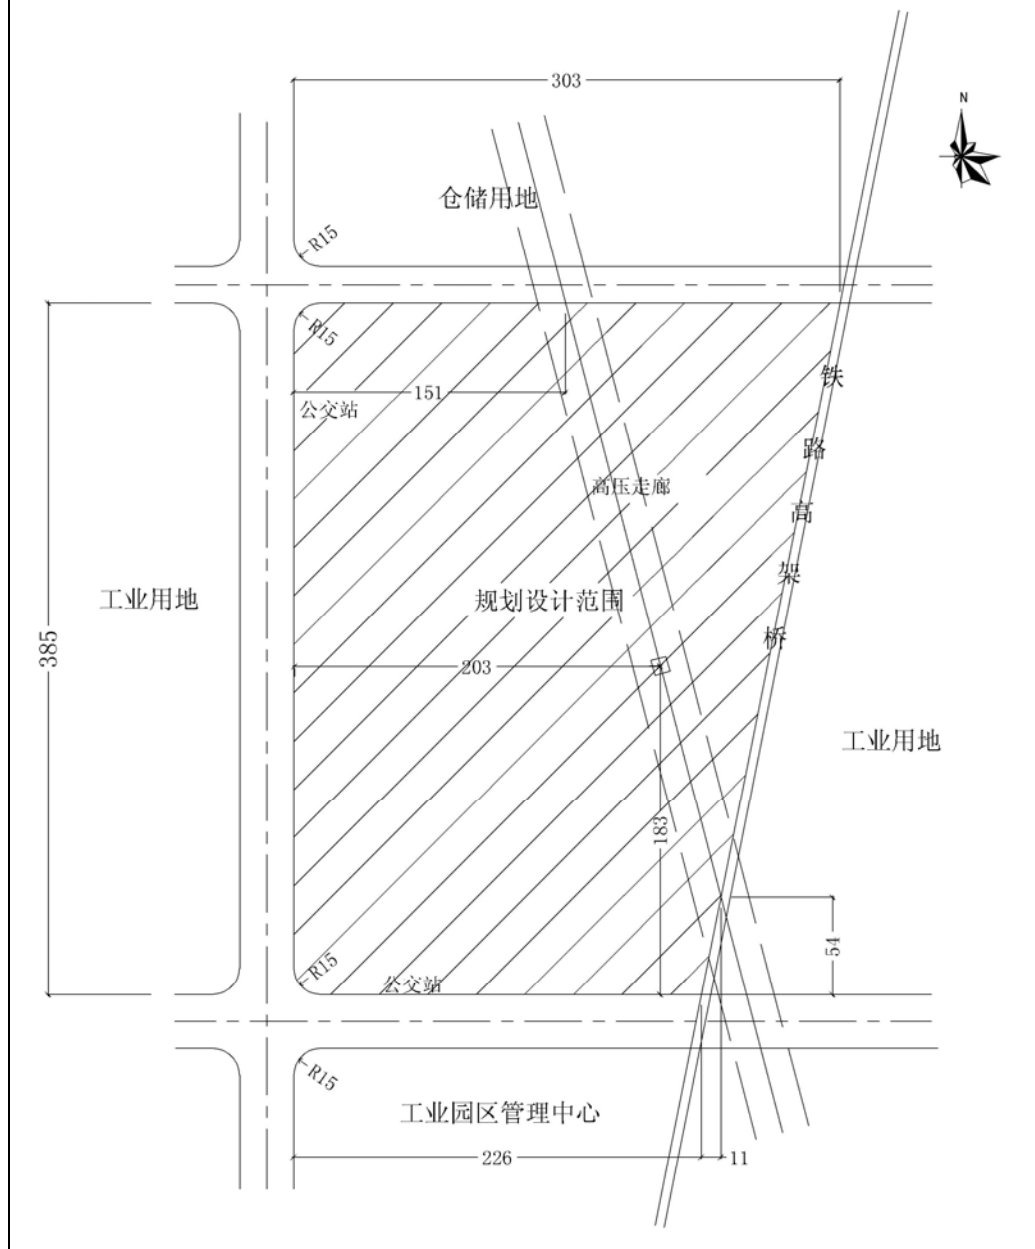 303
N
仓储用地
R15
R15
151
公交站
铁路高架桥
高压走廊
工业用地
规划设计范围
385
203
工业用地
183
54
R15
公交站
R15
工业园区管理中心
226
11